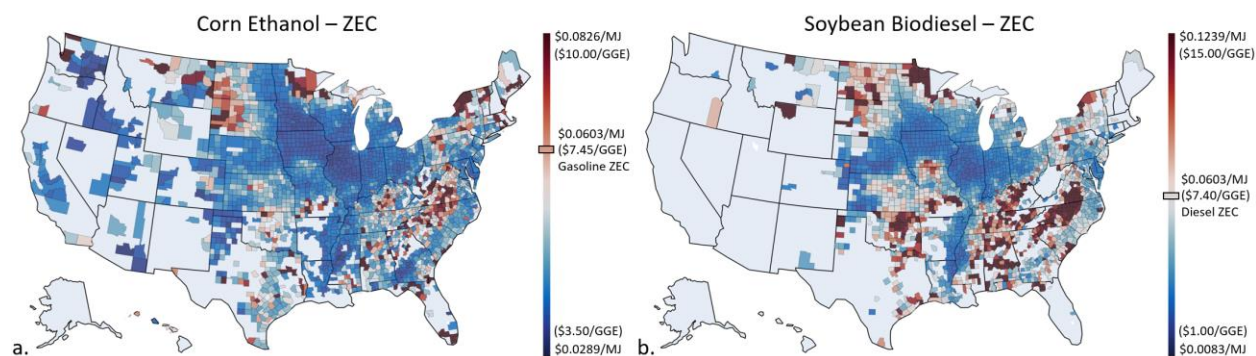 Corn Ethanol – ZEC
$0.0826/MJ
($10.00/GGE)
$0.0603/MJ
($7.45/GGE)
Gasoline ZEC
($3.50/GGE)
$0.0289/MJ
a.
Soybean Biodiesel – ZEC
$0.1239/MJ
($15.00/GGE)
$0.0603/MJ
($7.40/GGE)
Diesel ZEC
($1.00/GGE)
$0.0083/MJ
b.